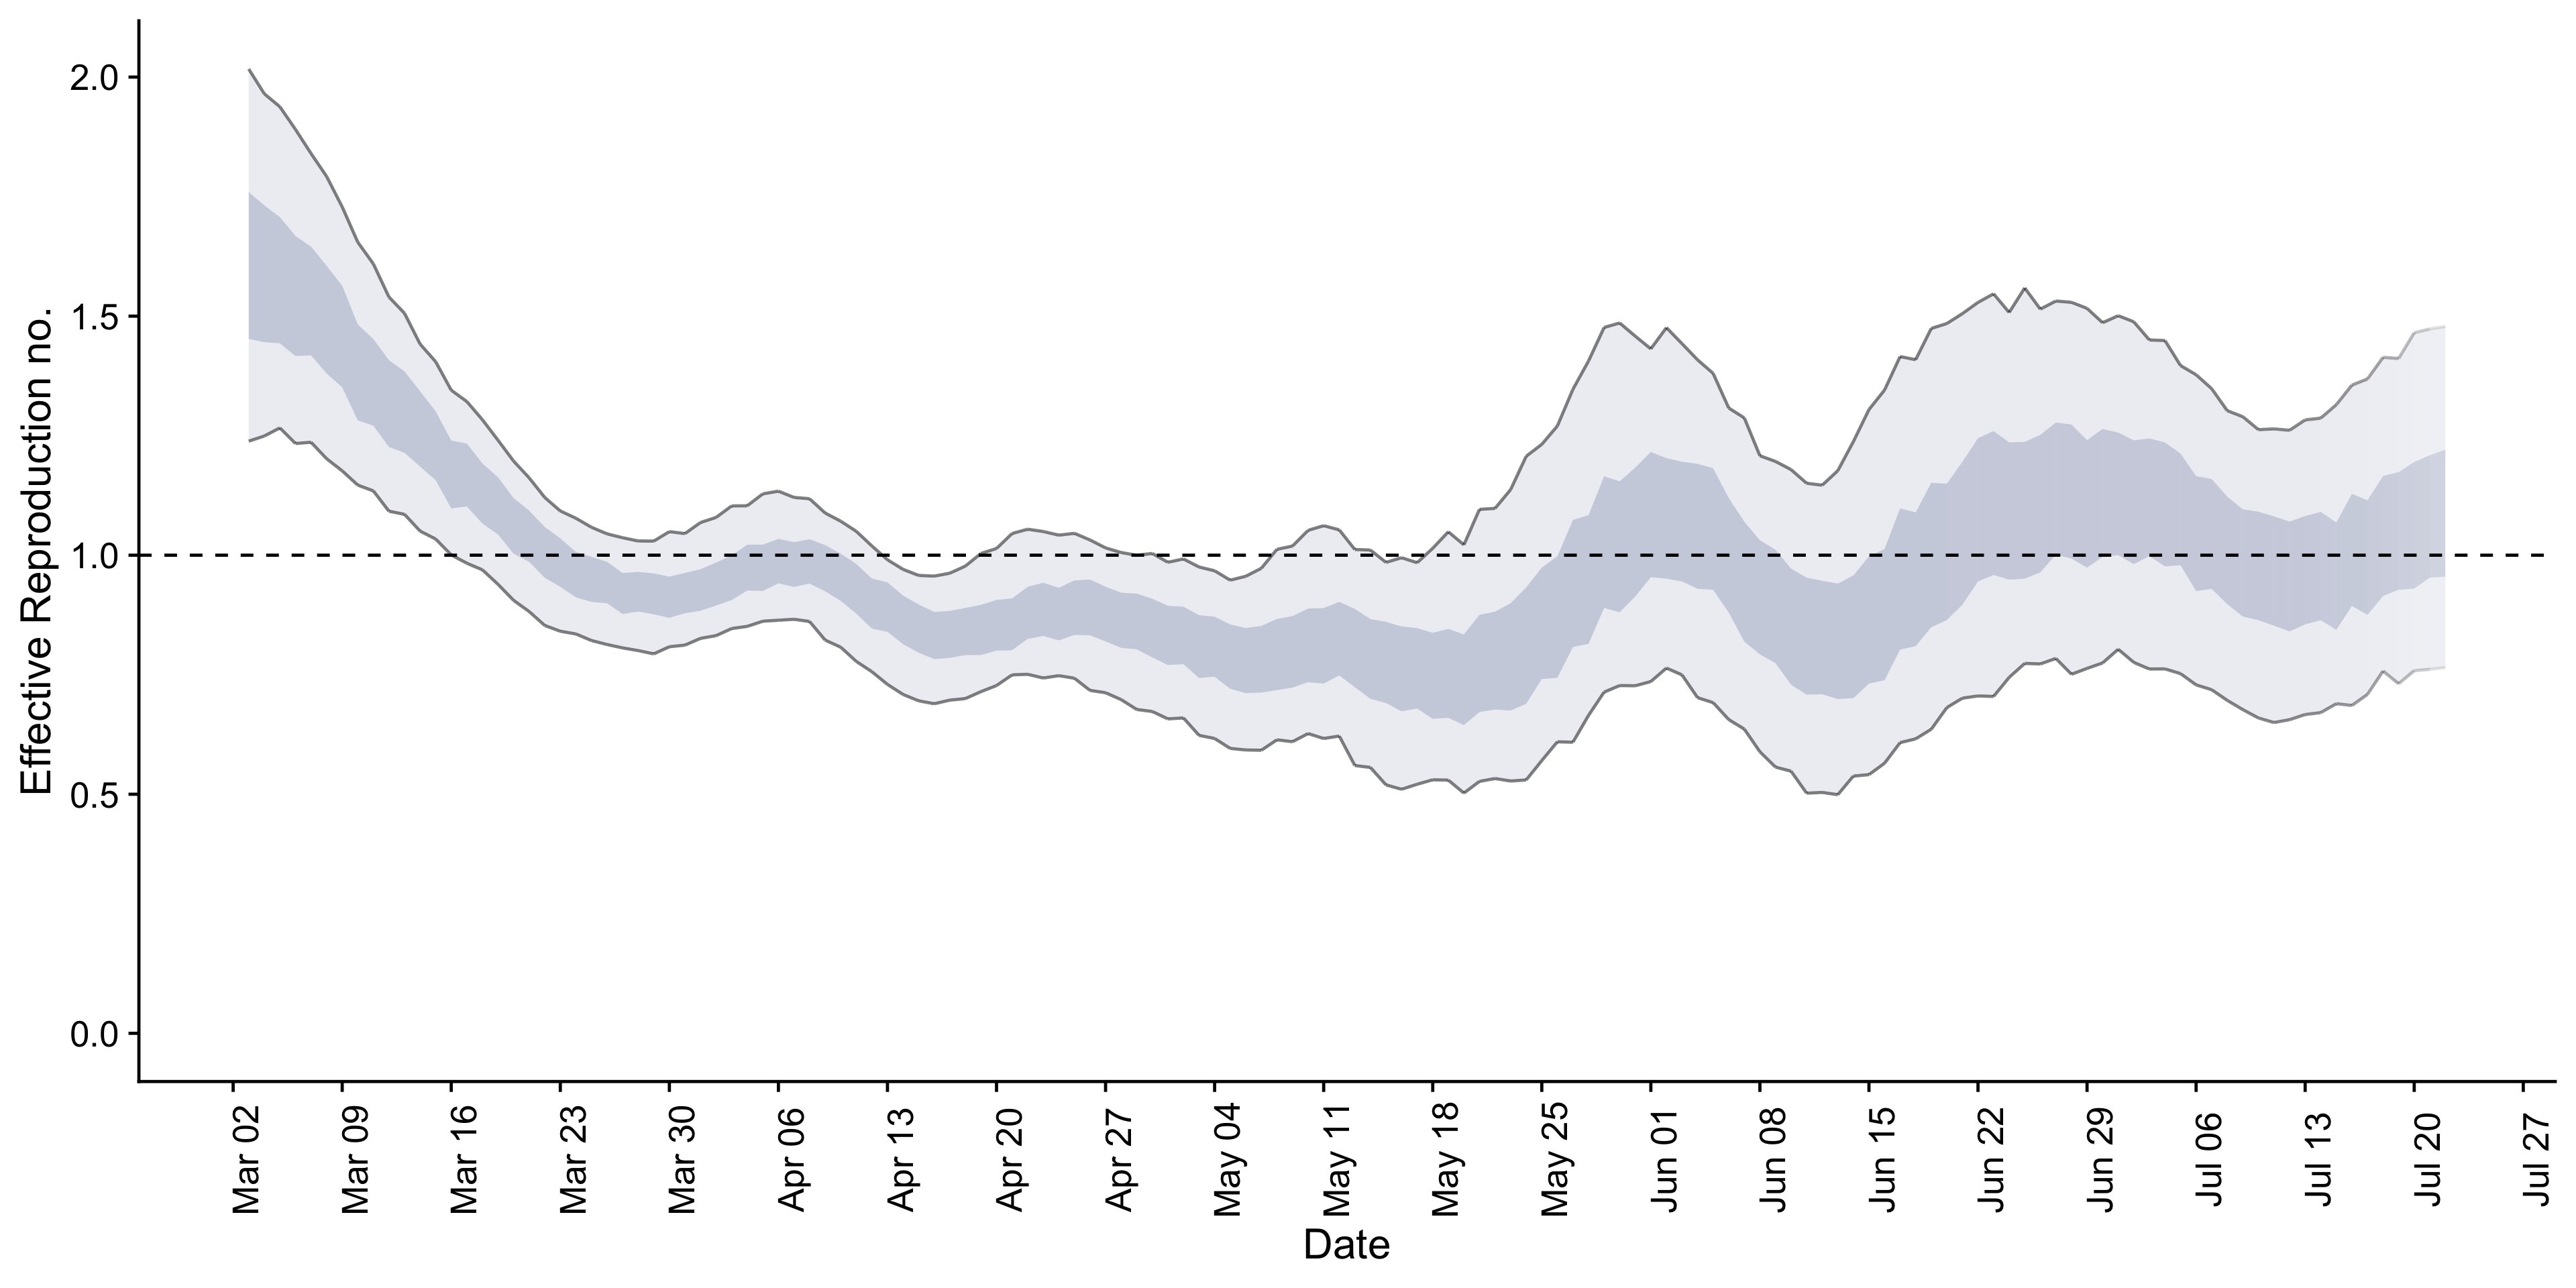 Effective Reproduction no.
2.0
1.5
1.0
0.5
0.0
Mar 02
Mar 09
Mar 16
Mar 23
Mar 30
Apr 06
Apr 13
Apr 20
Apr 27
May 04
May 11
May 18
May 25
Jun 01
Jun 08
Jun 15
Jun 22
Jun 29
Jul 06
Jul 13
Jul 20
Jul 27
Date